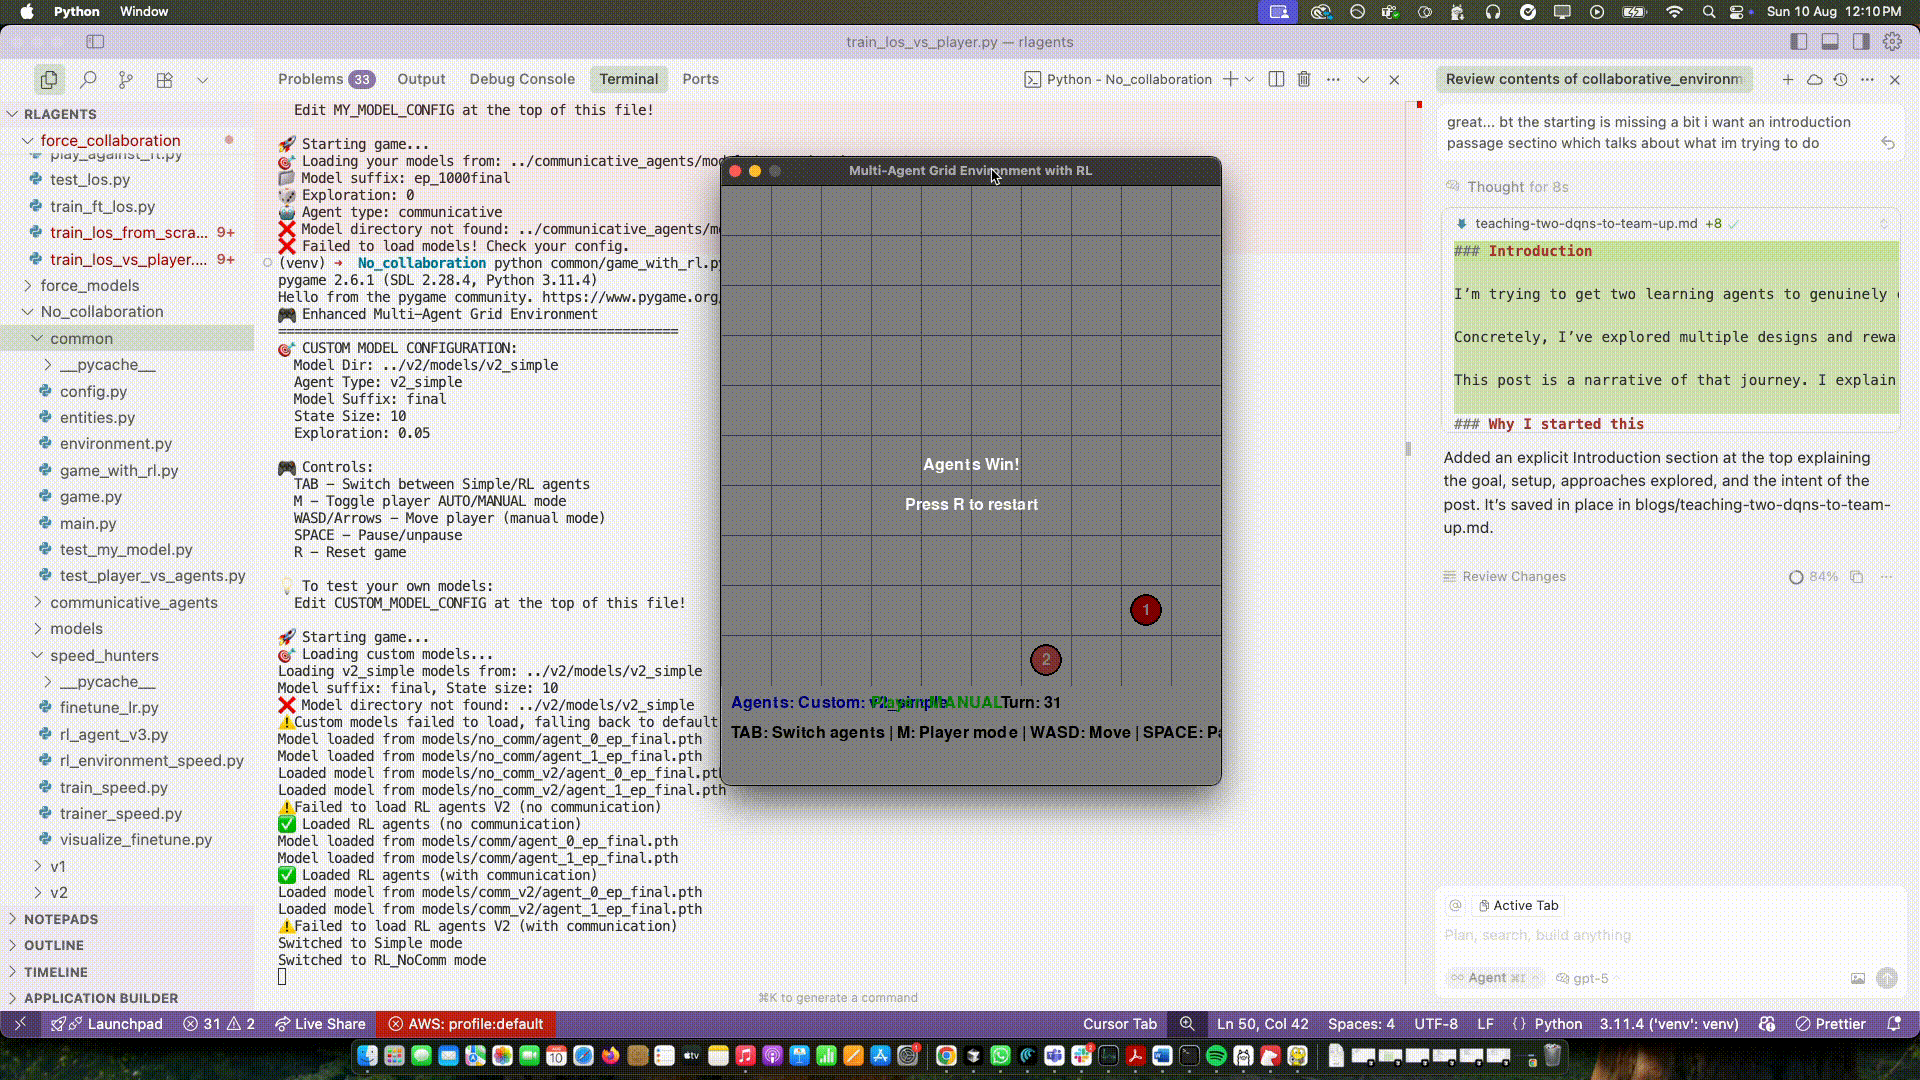 Python Window
Sun 10 Aug 12:10 PM
train_los_vs_player.py — rlagents
Problems 33 Output Debug Console Terminal Ports
Python - No_collaboration
Review contents of collaborative_environm
RLAGENTS
force_collaboration
play_against_ft.py
test_los.py
train_ft_los.py
train_los_from_scra... 9+
train_los_vs_player.... 9+
force_models
No_collaboration
common
__pycache__
config.py
entities.py
environment.py
game_with_rl.py
game.py
main.py
test_my_model.py
test_player_vs_agents.py
communicative_agents
models
speed_hunters
__pycache__
finetune_lr.py
rl_agent_v3.py
rl_environment_speed.py
train_speed.py
trainer_speed.py
visualize_finetune.py
v1
v2
NOTEPADS
OUTLINE
TIMELINE
APPLICATION BUILDER
Edit MY_MODEL_CONFIG at the top of this file!
🚀 Starting game...
🎯 Loading your models from: ../communicative_agents/mod
📁 Model suffix: ep_1000final
🎲 Exploration: 0
🤖 Agent type: communicative
❌ Model directory not found: ../communicative_agents/m
❌ Failed to load models! Check your config.
(venv) → No_collaboration python common/game_with_rl.py
pygame 2.6.1 (SDL 2.28.4, Python 3.11.4)
Hello from the pygame community. https://www.pygame.org
🎮 Enhanced Multi-Agent Grid Environment
==================================================
🎯 CUSTOM MODEL CONFIGURATION:
Model Dir: ../v2/models/v2_simple
Agent Type: v2_simple
Model Suffix: final
State Size: 10
Exploration: 0.05
🎮 Controls:
TAB - Switch between Simple/RL agents
M - Toggle player AUTO/MANUAL mode
WASD/Arrows - Move player (manual mode)
SPACE - Pause/unpause
R - Reset game
💡 To test your own models:
Edit CUSTOM_MODEL_CONFIG at the top of this file!
🚀 Starting game...
🎯 Loading custom models...
Loading v2_simple models from: ../v2/models/v2_simple
Model suffix: final, State size: 10
❌ Model directory not found: ../v2/models/v2_simple
⚠️Custom models failed to load, falling back to default
Model loaded from models/no_comm/agent_0_ep_final.pth
Model loaded from models/no_comm/agent_1_ep_final.pth
Loaded model from models/no_comm_v2/agent_0_ep_final.pth
Loaded model from models/no_comm_v2/agent_1_ep_final.pth
⚠️Failed to load RL agents V2 (no communication)
✅ Loaded RL agents (no communication)
Model loaded from models/comm/agent_0_ep_final.pth
Model loaded from models/comm/agent_1_ep_final.pth
✅ Loaded RL agents (with communication)
Loaded model from models/comm_v2/agent_0_ep_final.pth
Loaded model from models/comm_v2/agent_1_ep_final.pth
⚠️Failed to load RL agents V2 (with communication)
Switched to Simple mode
Switched to RL_NoComm mode
⌘K to generate a command
Multi-Agent Grid Environment with RL
Agents Win!
Press R to restart
1
2
Agents: Custom: v2_simple
Player: MANUAL
Turn: 31
TAB: Switch agents | M: Player mode | WASD: Move | SPACE: Pa
great... bt the starting is missing a bit i want an introduction
passage sectino which talks about what im trying to do
Thought for 8s
teaching-two-dqns-to-team-up.md +8
### Introduction
I'm trying to get two learning agents to genuinely
Concretely, I've explored multiple designs and rewa
This post is a narrative of that journey. I explain
### Why I started this
Added an explicit Introduction section at the top explaining
the goal, setup, approaches explored, and the intent of the
post. It's saved in place in blogs/teaching-two-dqns-to-team-
up.md.
Review Changes 84%
@ Active Tab
Plan, search, build anything
∞ Agent ⌘I gpt-5
Launchpad 31 2 Live Share AWS: profile:default
Cursor Tab Ln 50, Col 42 Spaces: 4 UTF-8 LF {} Python 3.11.4 ('venv': venv) Prettier